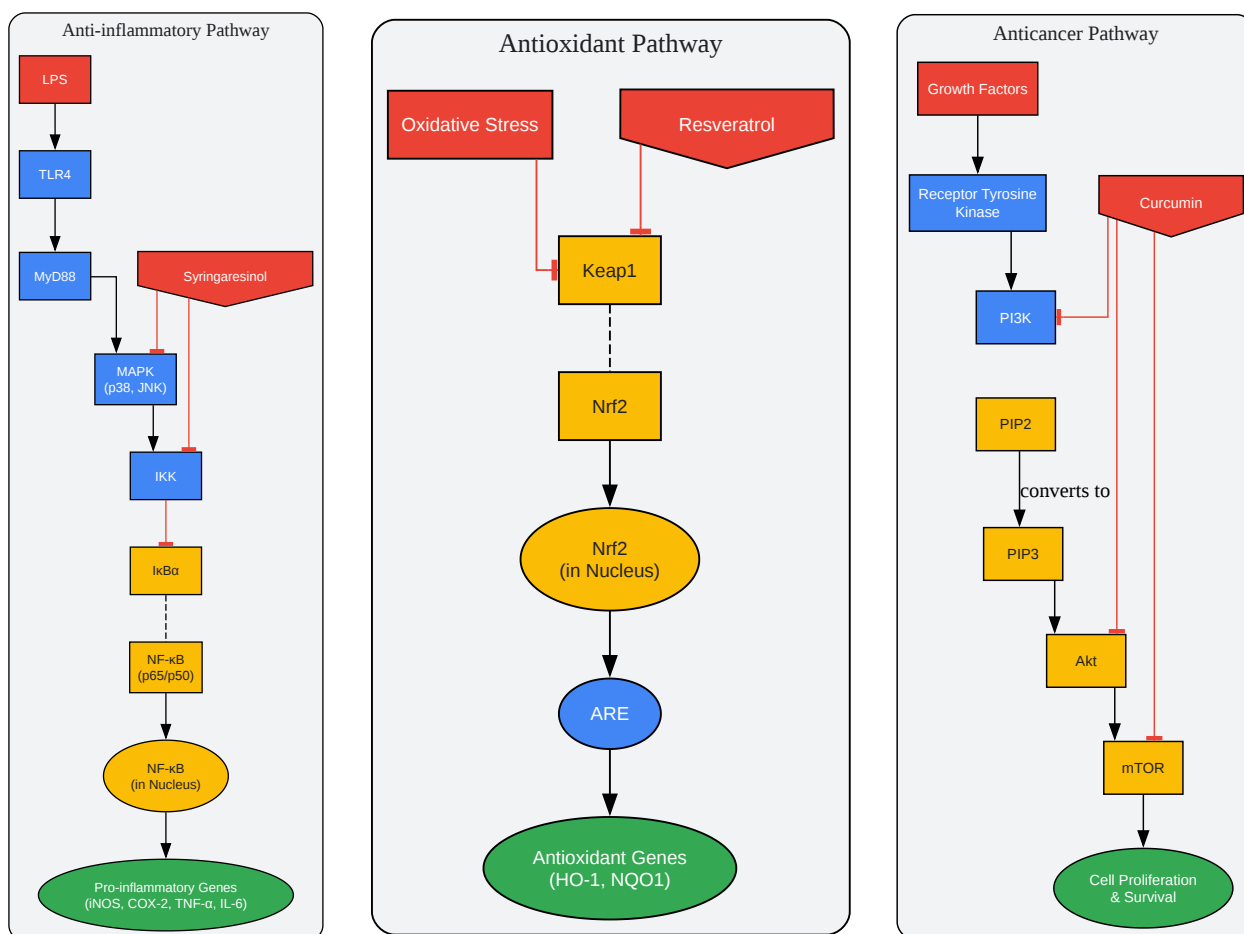 Anti-inflammatory Pathway
LPS
TLR4
MyD88
Syringaresinol
MAPK
(p38, JNK)
IKK
IκBα
NF-κB
(p65/p50)
NF-κB
(in Nucleus)
Pro-inflammatory Genes
(iNOS, COX-2, TNF-α, IL-6)
Antioxidant Pathway
Oxidative Stress
Resveratrol
Keap1
Nrf2
Nrf2
(in Nucleus)
ARE
Antioxidant Genes
(HO-1, NQO1)
Anticancer Pathway
Growth Factors
Receptor Tyrosine
Kinase
Curcumin
PI3K
PIP2
converts to
PIP3
Akt
mTOR
Cell Proliferation
& Survival